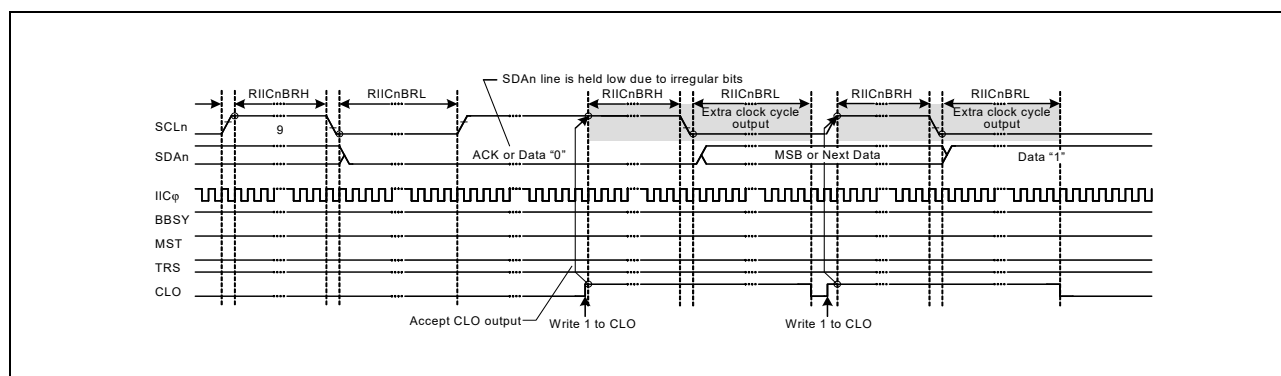 SDAn line is held low due to irregular bits
RIICnBRH RIICnBRL RIICnBRH RIICnBRL RIICnBRH RIICnBRL
Extra clock cycle output Extra clock cycle output
SCLn 9
SDAn ACK or Data “0” MSB or Next Data Data “1”
IICφ
BBSY
MST
TRS
CLO
Accept CLO output Write 1 to CLO Write 1 to CLO